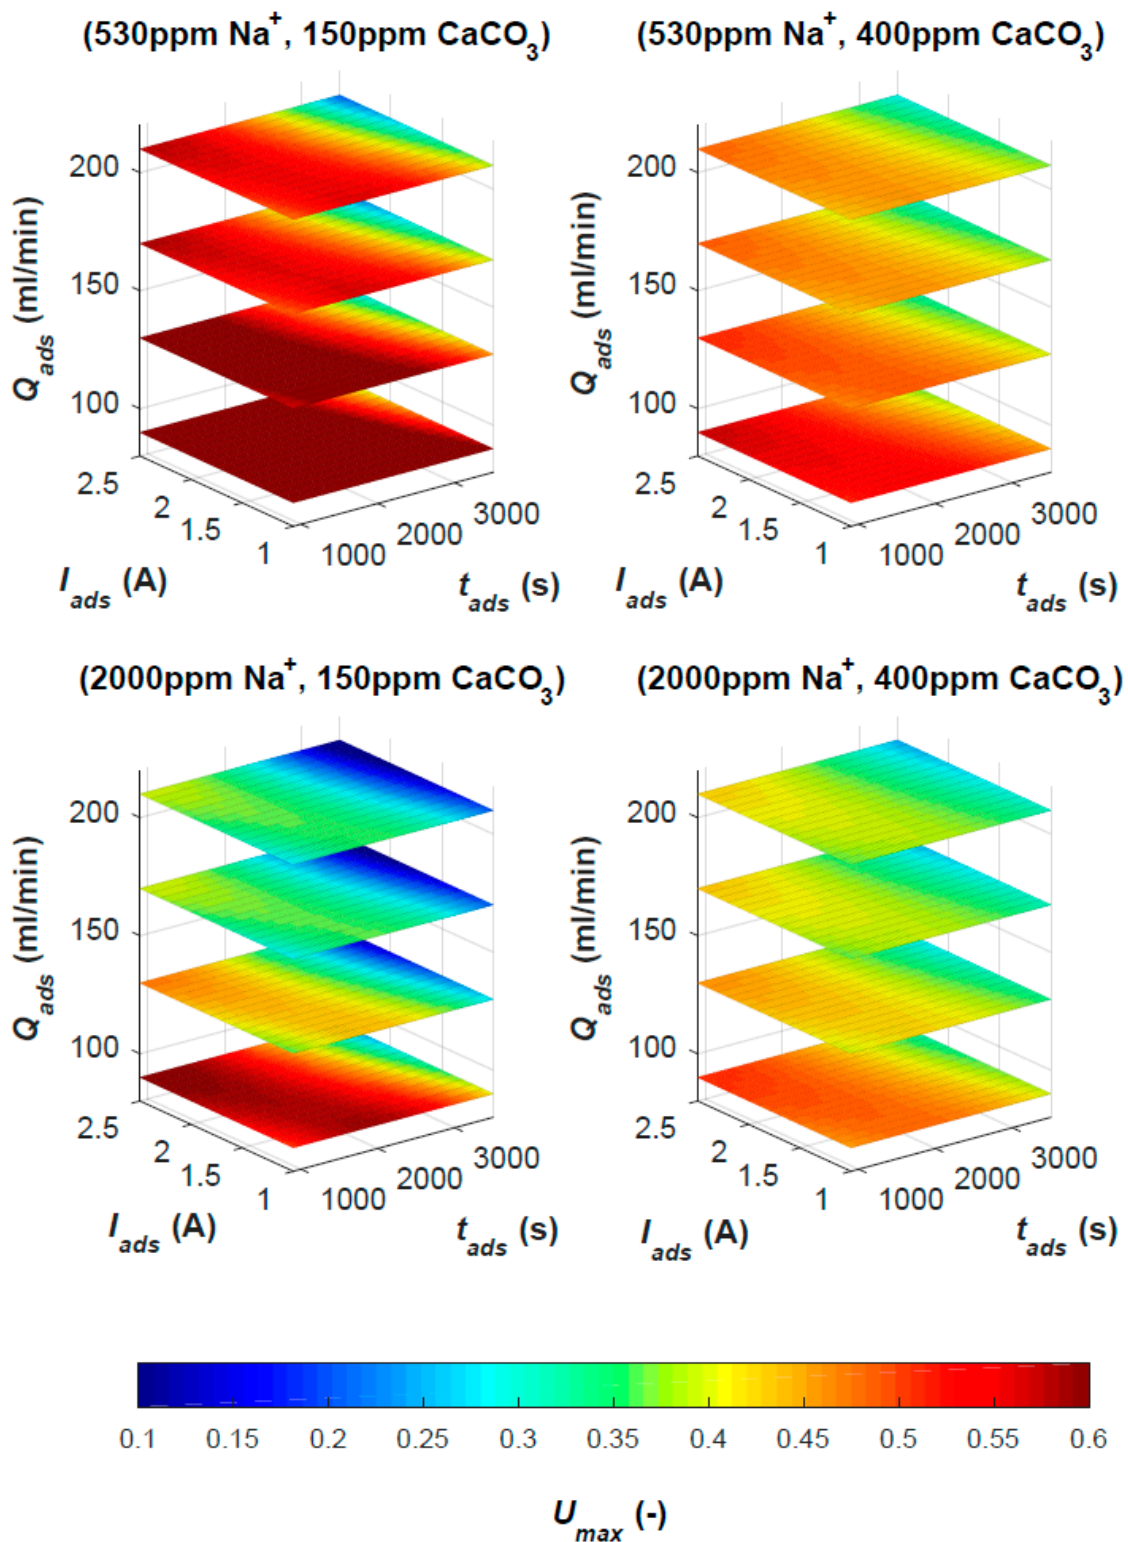 (530ppm Na+, 150ppm CaCO3)
(530ppm Na+, 400ppm CaCO3)
200
150
100
Qads (ml/min)
2.5
2
1.5
1
Iads (A)
1000
2000
3000
tads (s)
200
150
100
Qads (ml/min)
2.5
2
1.5
1
Iads (A)
1000
2000
3000
tads (s)
(2000ppm Na+, 150ppm CaCO3)
(2000ppm Na+, 400ppm CaCO3)
200
150
100
Qads (ml/min)
2.5
2
1.5
1
Iads (A)
1000
2000
3000
tads (s)
200
150
100
Qads (ml/min)
2.5
2
1.5
1
Iads (A)
1000
2000
3000
tads (s)
0.1 0.15 0.2 0.25 0.3 0.35 0.4 0.45 0.5 0.55 0.6
Umax (-)